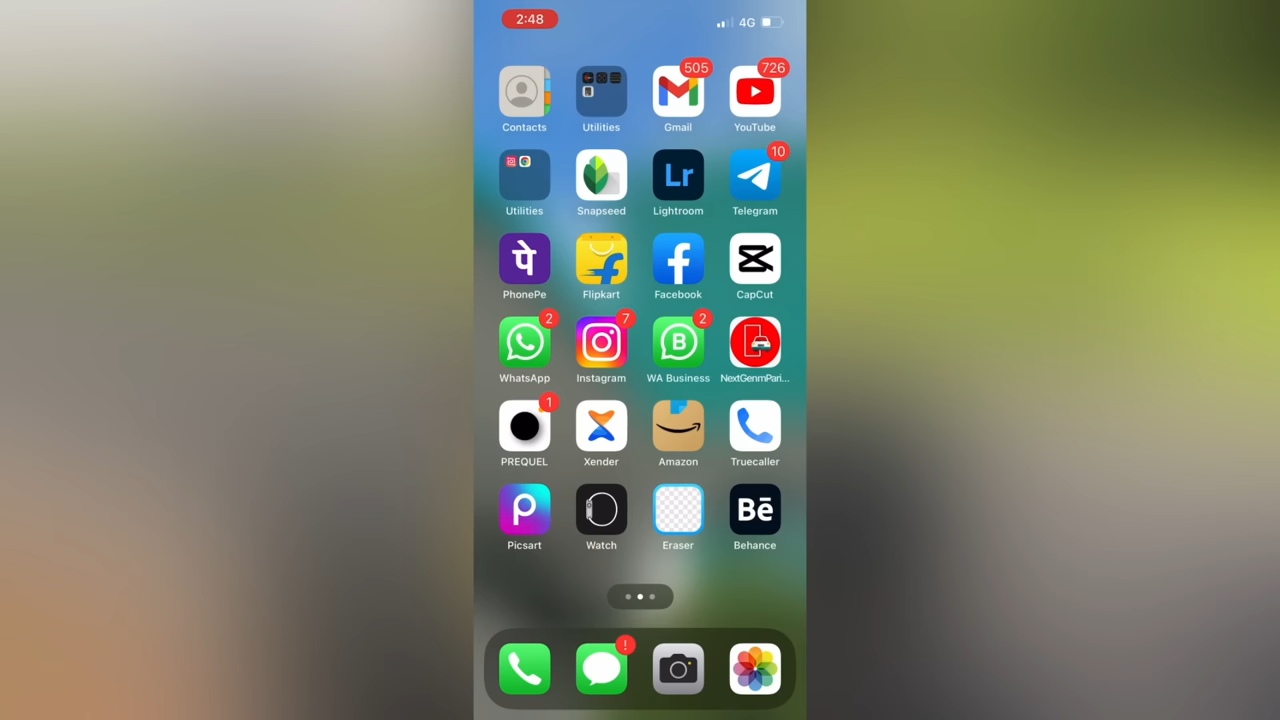 2:48
4G
505
726
Contacts
Utilities
Gmail
YouTube
10
Utilities
Snapseed
Lr
Lightroom
Telegram
पे
PhonePe
Flipkart
Facebook
CapCut
2
7
2
B
WhatsApp
Instagram
WA Business
NextGenmPari...
1
PREQUEL
Xender
Amazon
Truecaller
Bē
Picsart
Watch
Eraser
Behance
!